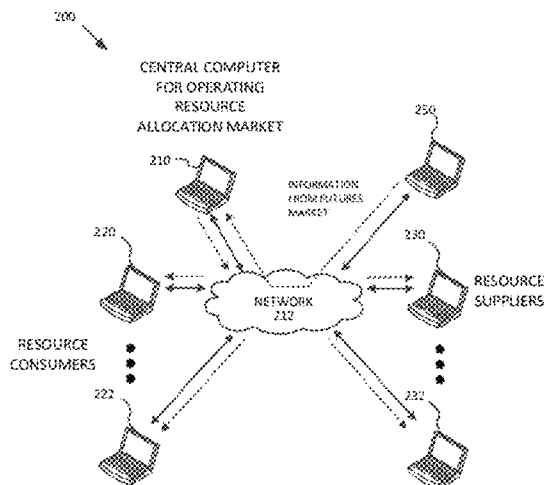 200
CENTRAL COMPUTER
FOR OPERATING
RESOURCE
ALLOCATION MARKET
250
210
INFORMATION
FROM FUTURES
MARKET
220
230
NETWORK
212
RESOURCE
SUPPLIERS
RESOURCE
CONSUMERS
222
232